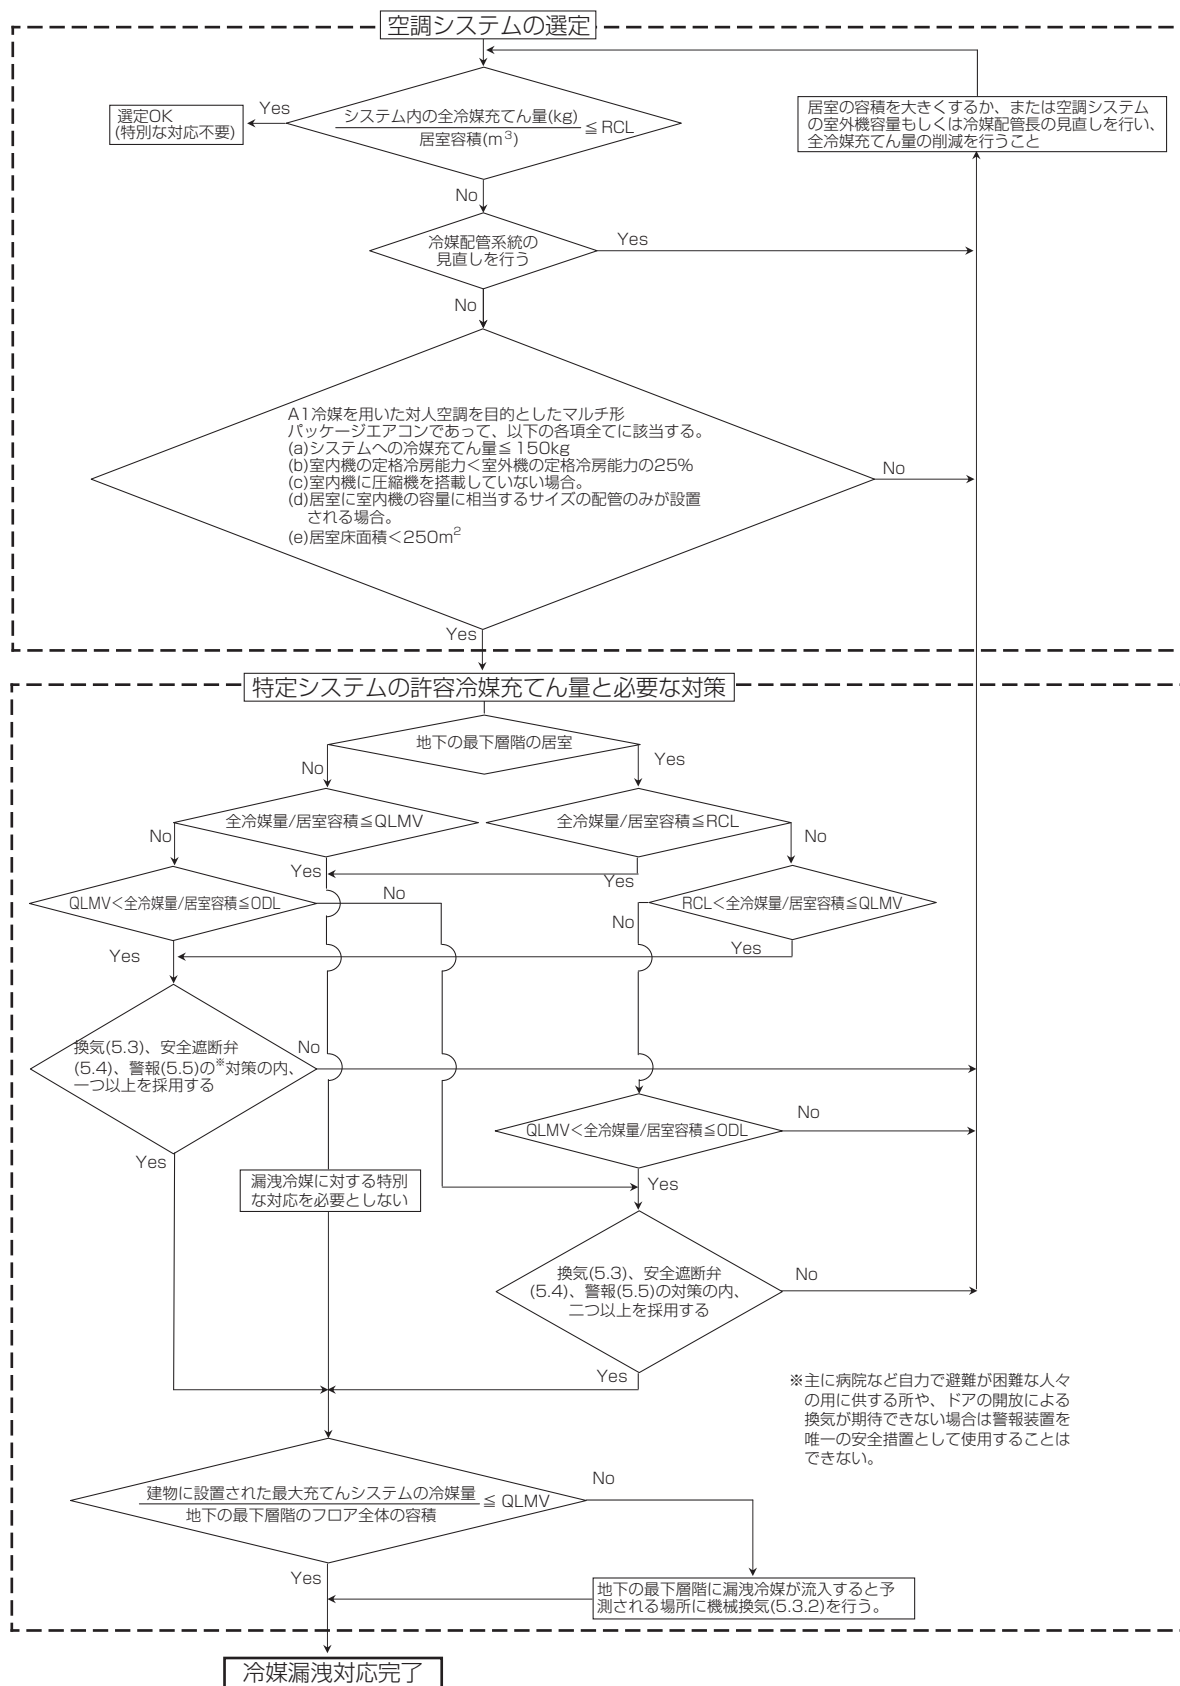 空調システムの選定
システム内の全冷媒充てん量(kg)
居室容積(m³)
≦RCL
Yes
選定OK
(特別な対応不要)
居室の容積を大きくするか、または空調システム
の室外機容量もしくは冷媒配管長の見直しを行い、
全冷媒充てん量の削減を行うこと
No
冷媒配管系統の
見直しを行う
Yes
No
A1冷媒を用いた対人空調を目的としたマルチ形
パッケージエアコンであって、以下の各項全てに該当する。
(a)システムへの冷媒充てん量≦150kg
(b)室内機の定格冷房能力<室外機の定格冷房能力の25%
(c)室内機に圧縮機を搭載していない場合。
(d)居室に室内機の容量に相当するサイズの配管のみが設置
される場合。
(e)居室床面積<250m²
No
Yes
特定システムの許容冷媒充てん量と必要な対策
地下の最下層階の居室
No
Yes
全冷媒量/居室容積≦QLMV
全冷媒量/居室容積≦RCL
No
No
Yes
Yes
QLMV<全冷媒量/居室容積≦ODL
No
RCL<全冷媒量/居室容積≦QLMV
No
Yes
Yes
換気(5.3)、安全遮断弁
(5.4)、警報(5.5)の※対策の内、
一つ以上を採用する
No
QLMV<全冷媒量/居室容積≦ODL
No
Yes
漏洩冷媒に対する特別
な対応を必要としない
Yes
換気(5.3)、安全遮断弁
(5.4)、警報(5.5)の対策の内、
二つ以上を採用する
No
Yes
※主に病院など自力で避難が困難な人々
の用に供する所や、ドアの開放による
換気が期待できない場合は警報装置を
唯一の安全措置として使用することは
できない。
建物に設置された最大充てんシステムの冷媒量
地下の最下層階のフロア全体の容積
≦ QLMV
No
Yes
地下の最下層階に漏洩冷媒が流入すると予
測される場所に機械換気(5.3.2)を行う。
冷媒漏洩対応完了